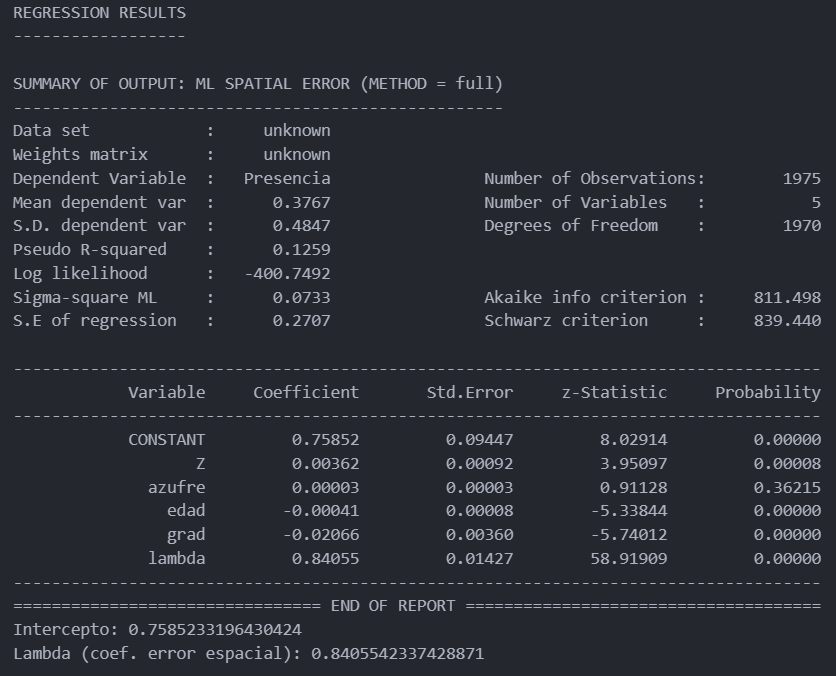 REGRESSION RESULTS
------------------
SUMMARY OF OUTPUT: ML SPATIAL ERROR (METHOD = full)
---------------------------------------------------
Data set            :     unknown
Weights matrix      :     unknown
Dependent Variable  :   Presencia                Number of Observations:        1975
Mean dependent var  :      0.3767                Number of Variables   :           5
S.D. dependent var  :      0.4847                Degrees of Freedom    :        1970
Pseudo R-squared    :      0.1259
Log likelihood      :   -400.7492
Sigma-square ML     :      0.0733                Akaike info criterion :     811.498
S.E of regression   :      0.2707                Schwarz criterion     :     839.440
------------------------------------------------------------------------------------
            Variable     Coefficient       Std.Error     z-Statistic     Probability
------------------------------------------------------------------------------------
            CONSTANT         0.75852         0.09447         8.02914         0.00000
                   Z         0.00362         0.00092         3.95097         0.00008
              azufre         0.00003         0.00003         0.91128         0.36215
                edad        -0.00041         0.00008        -5.33844         0.00000
                grad        -0.02066         0.00360        -5.74012         0.00000
              lambda         0.84055         0.01427        58.91909         0.00000
------------------------------------------------------------------------------------
================================ END OF REPORT =====================================
Intercepto: 0.7585233196430424
Lambda (coef. error espacial): 0.8405542337428871